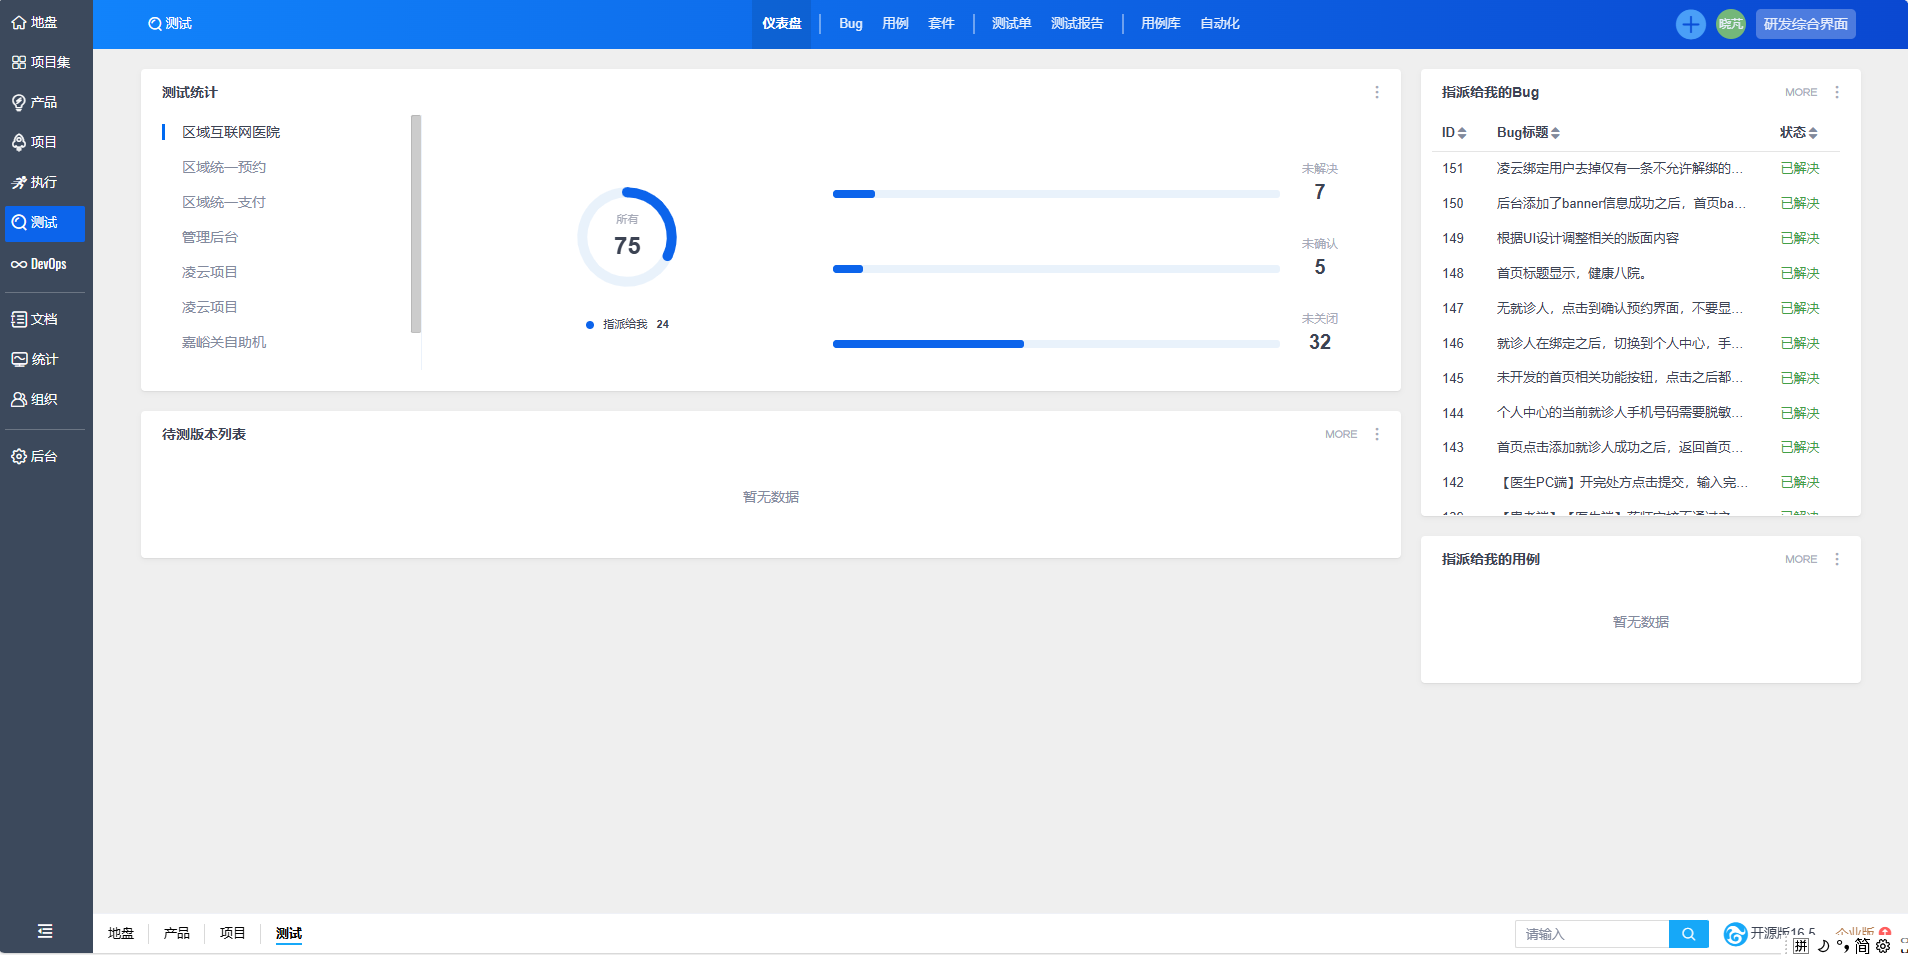 地盘
项目集
产品
项目
执行
测试
DevOps
文档
统计
组织
后台
测试
仪表盘
Bug
用例
套件
测试单
测试报告
用例库
自动化
晓芃
研发综合界面
测试统计
区域互联网医院
区域统一预约
区域统一支付
管理后台
凌云项目
凌云项目
嘉峪关自助机
所有
75
指派给我 24
未解决
7
未确认
5
未关闭
32
待测版本列表
MORE
暂无数据
指派给我的Bug
MORE
ID Bug标题 状态
151 凌云绑定用户去掉仅有一条不允许解绑的... 已解决
150 后台添加了banner信息成功之后，首页ba... 已解决
149 根据UI设计调整相关的版面内容 已解决
148 首页标题显示，健康八院。 已解决
147 无就诊人，点击到确认预约界面，不要显... 已解决
146 就诊人在绑定之后，切换到个人中心，手... 已解决
145 未开发的首页相关功能按钮，点击之后都... 已解决
144 个人中心的当前就诊人手机号码需要脱敏... 已解决
143 首页点击添加就诊人成功之后，返回首页... 已解决
142 【医生PC端】开完处方点击提交，输入完... 已解决
指派给我的用例
MORE
暂无数据
地盘
产品
项目
测试
请输入
开源版16.5
企业版
拼
简